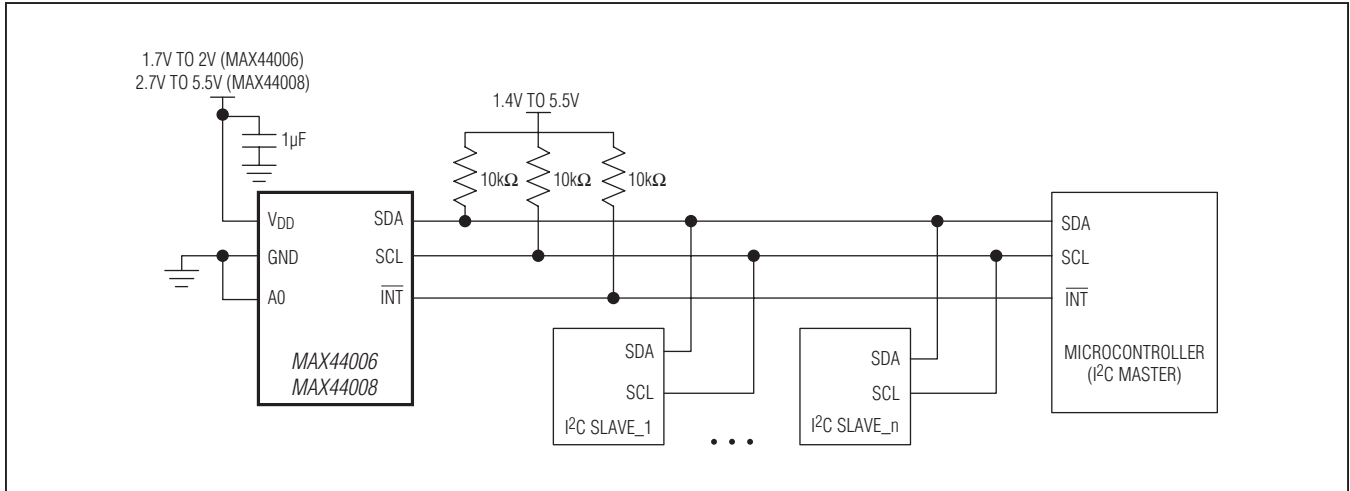 1.7V TO 2V (MAX44006)
2.7V TO 5.5V (MAX44008)
1µF
1.4V TO 5.5V
10kΩ
10kΩ
10kΩ
VDD
GND
A0
SDA
SCL
INT
MAX44006
MAX44008
SDA
SCL
I2C SLAVE_1
• • •
SDA
SCL
I2C SLAVE_n
SDA
SCL
INT
MICROCONTROLLER
(I2C MASTER)